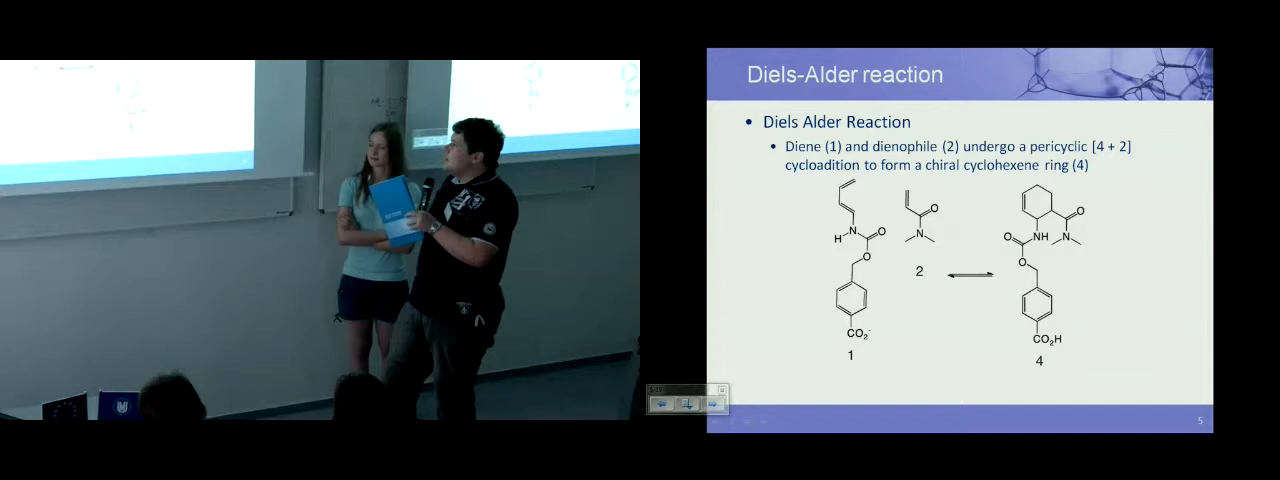 Diels-Alder reaction
• Diels Alder Reaction
• Diene (1) and dienophile (2) undergo a pericyclic [4 + 2]
cycloadition to form a chiral cyclohexene ring (4)
O
N
H
O
O
CO2-
1
O
N
2
O
O
NH
N
O
CO2H
4
5